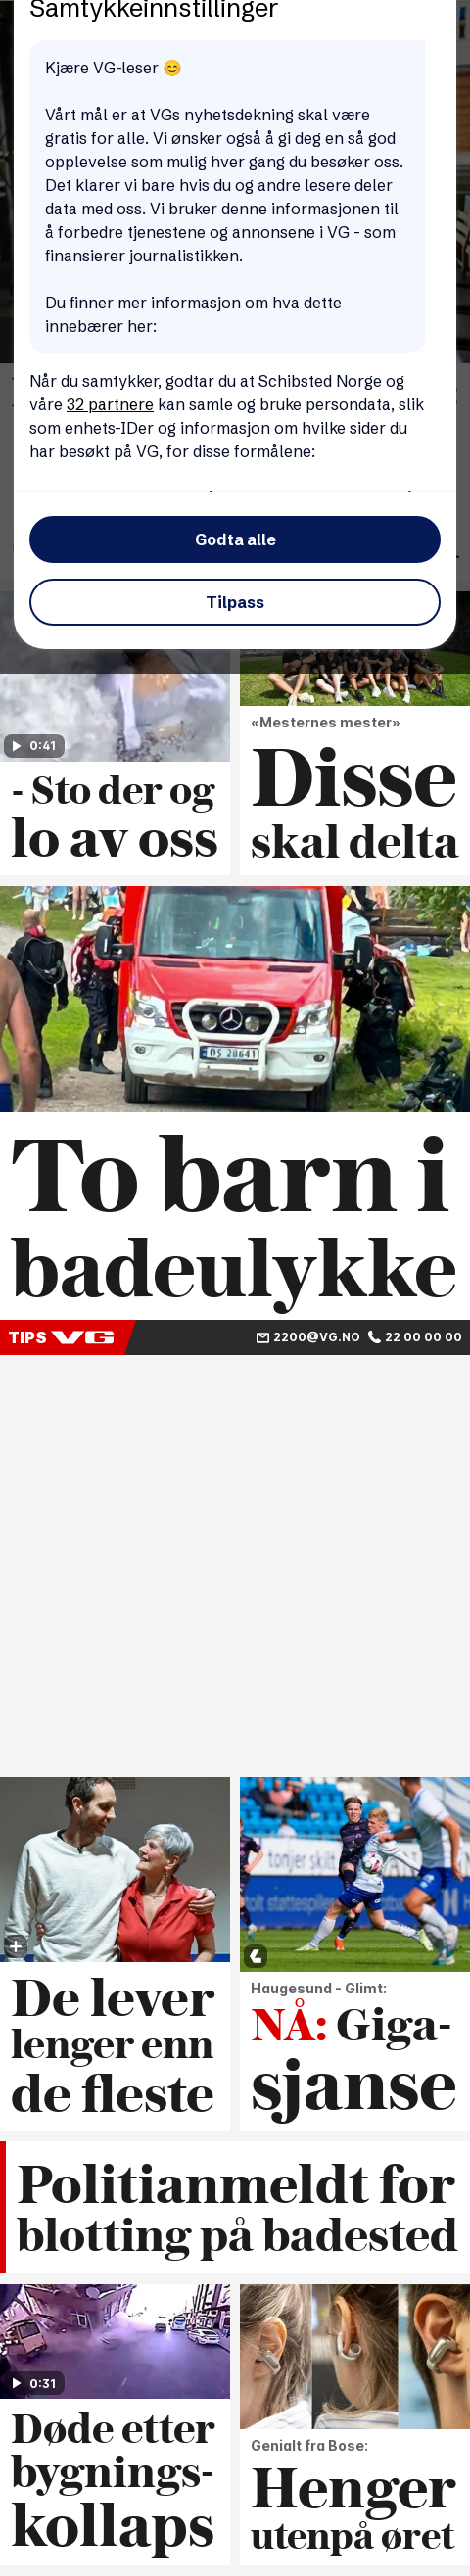 Samtykkeinnstillinger
Kjære VG-leser 😊
Vårt mål er at VGs nyhetsdekning skal være
gratis for alle. Vi ønsker også å gi deg en så god
opplevelse som mulig hver gang du besøker oss.
Det klarer vi bare hvis du og andre lesere deler
data med oss. Vi bruker denne informasjonen til
å forbedre tjenestene og annonsene i VG - som
finansierer journalistikken.
Du finner mer informasjon om hva dette
innebærer her:
Når du samtykker, godtar du at Schibsted Norge og
våre 32 partnere kan samle og bruke persondata, slik
som enhets-IDer og informasjon om hvilke sider du
har besøkt på VG, for disse formålene:
Godta alle
Tilpass
0:41
- Sto der og
lo av oss
«Mesternes mester»
Disse
skal delta
DS 20641
To barn i
badeulykke
TIPS VG 2200@VG.NO 22 00 00 00
De lever
lenger enn
de fleste
Haugesund - Glimt:
NÅ: Giga-
sjanse
Politianmeldt for
blotting på badested
0:31
Døde etter
bygnings-
kollaps
Genialt fra Bose:
Henger
utenpå øret